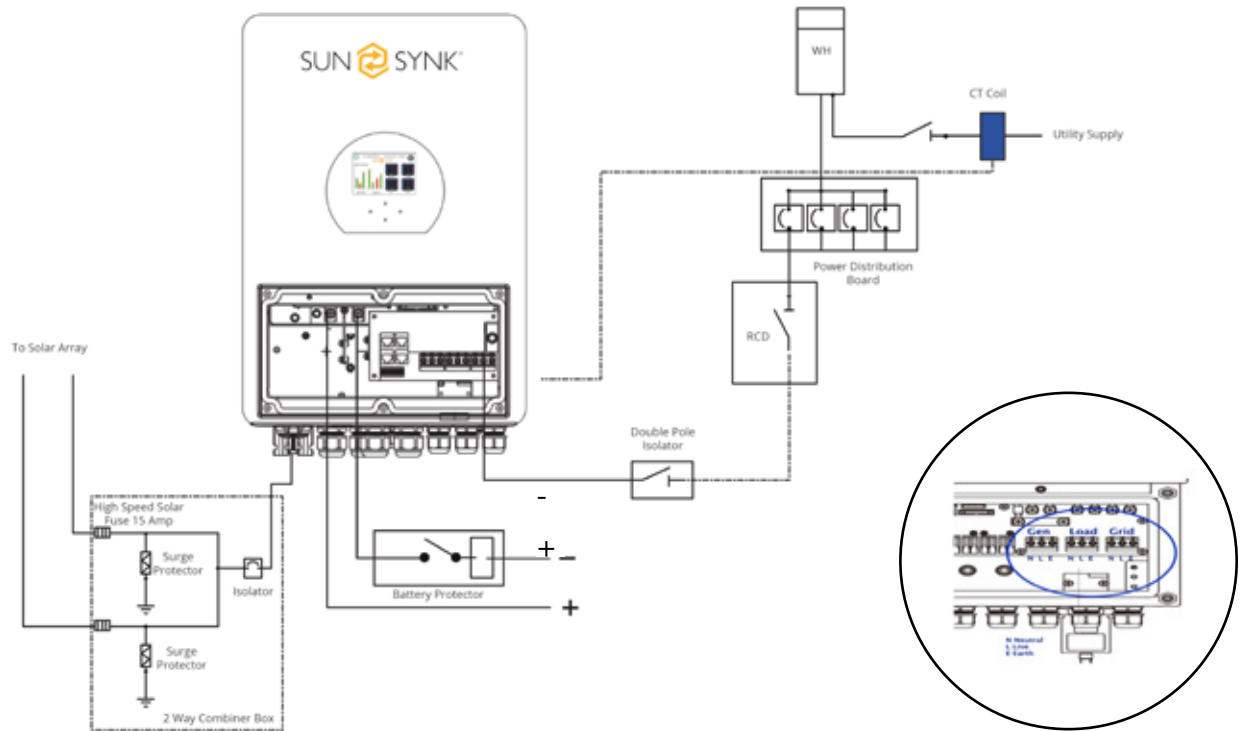 SUN SYNK
WH
CT Coil
Utility Supply
Power Distribution
Board
RCD
To Solar Array
Double Pole
Isolator
High Speed Solar
Fuse 15 Amp
Surge
Protector
Isolator
Surge
Protector
2 Way Combiner Box
-
+ -
+
Battery Protector
Gen Load Grid
N L E N L E N L E
N Neutral
L Live
E Earth